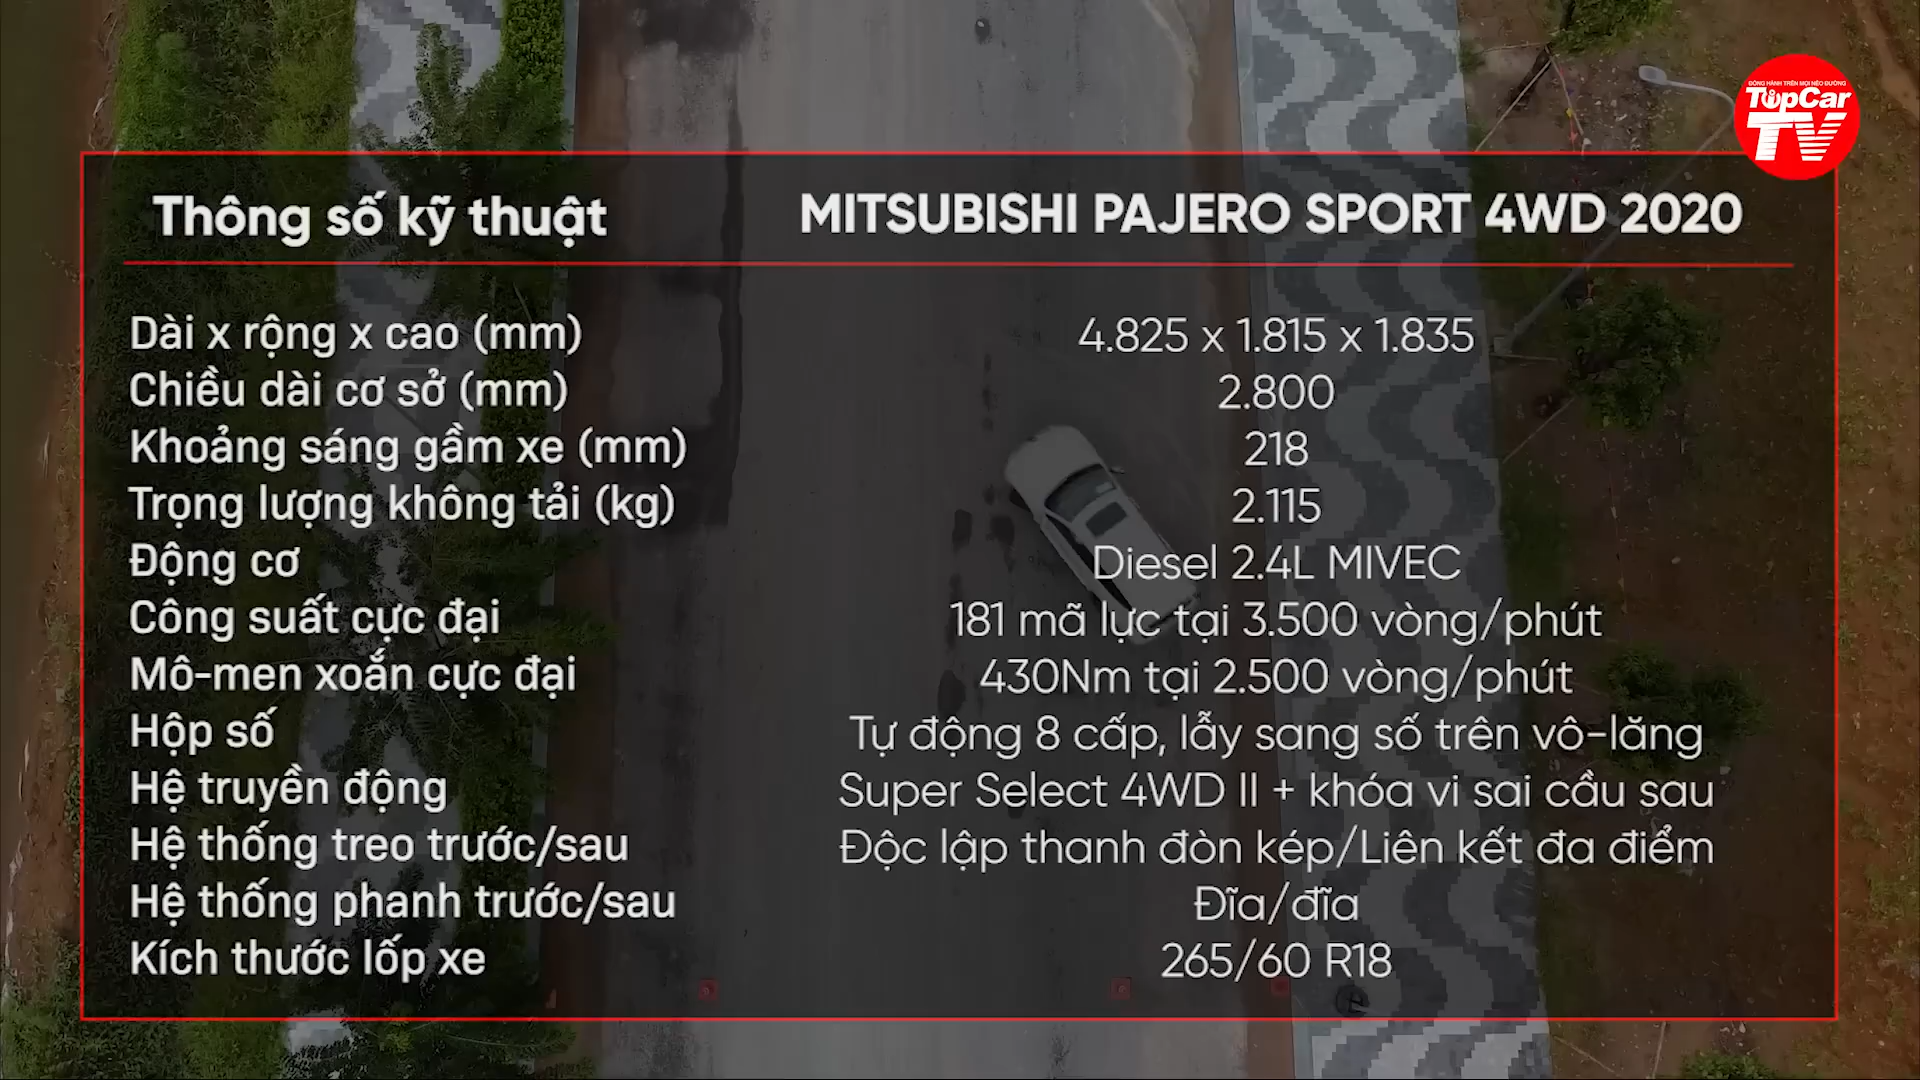 ĐỒNG HÀNH TRÊN MỌI NẺO ĐƯỜNG
TopCar
TV
Thông số kỹ thuật MITSUBISHI PAJERO SPORT 4WD 2020
Dài x rộng x cao (mm) 4.825 x 1.815 x 1.835
Chiều dài cơ sở (mm) 2.800
Khoảng sáng gầm xe (mm) 218
Trọng lượng không tải (kg) 2.115
Động cơ Diesel 2.4L MIVEC
Công suất cực đại 181 mã lực tại 3.500 vòng/phút
Mô-men xoắn cực đại 430Nm tại 2.500 vòng/phút
Hộp số Tự động 8 cấp, lẫy sang số trên vô-lăng
Hệ truyền động Super Select 4WD II + khóa vi sai cầu sau
Hệ thống treo trước/sau Độc lập thanh đòn kép/Liên kết đa điểm
Hệ thống phanh trước/sau Đĩa/đĩa
Kích thước lốp xe 265/60 R18